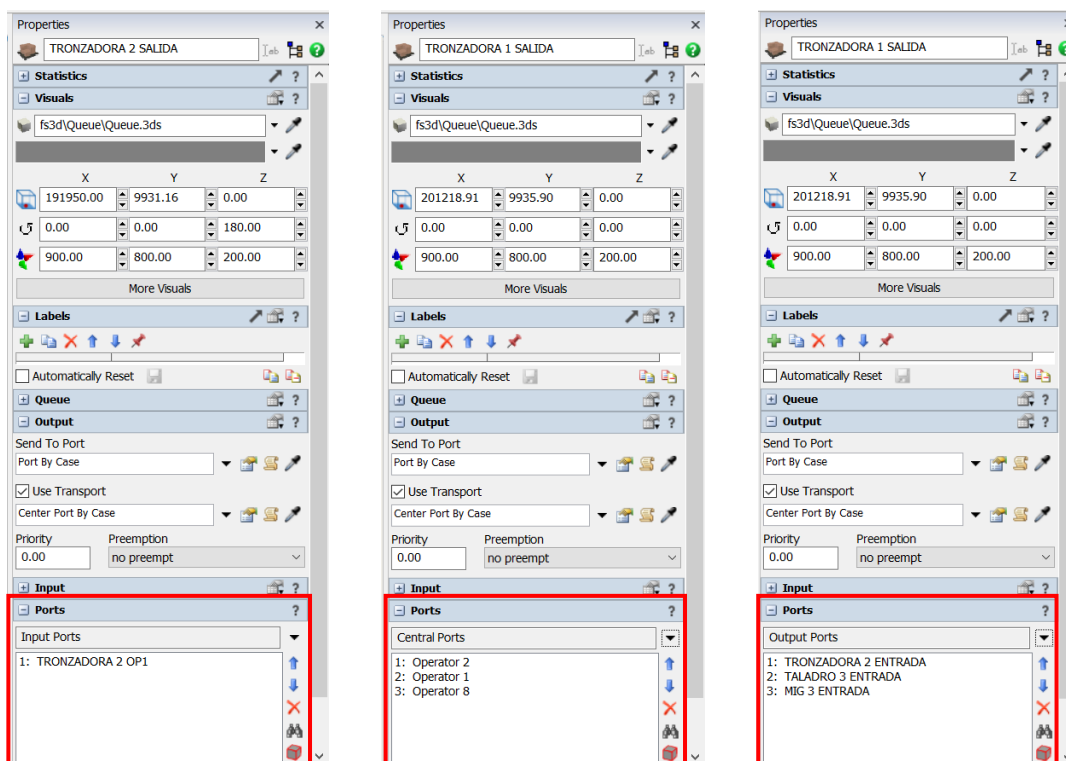 Properties
TRONZADORA 2 SALIDA
Statistics
?
Visuals
?
fs3d\Queue\Queue.3ds
X Y Z
191950.00 9931.16 0.00
0.00 0.00 180.00
900.00 800.00 200.00
More Visuals
Labels
?
Automatically Reset
Queue
?
Output
?
Send To Port
Port By Case
Use Transport
Center Port By Case
Priority Preemption
0.00 no preempt
Input
?
Ports
?
Input Ports
1: TRONZADORA 2 OP1
Properties
TRONZADORA 1 SALIDA
Statistics
?
Visuals
?
fs3d\Queue\Queue.3ds
X Y Z
201218.91 9935.90 0.00
0.00 0.00 0.00
900.00 800.00 200.00
More Visuals
Labels
?
Automatically Reset
Queue
?
Output
?
Send To Port
Port By Case
Use Transport
Center Port By Case
Priority Preemption
0.00 no preempt
Input
?
Ports
?
Central Ports
1: Operator 2
2: Operator 1
3: Operator 8
Properties
TRONZADORA 1 SALIDA
Statistics
?
Visuals
?
fs3d\Queue\Queue.3ds
X Y Z
201218.91 9935.90 0.00
0.00 0.00 0.00
900.00 800.00 200.00
More Visuals
Labels
?
Automatically Reset
Queue
?
Output
?
Send To Port
Port By Case
Use Transport
Center Port By Case
Priority Preemption
0.00 no preempt
Input
?
Ports
?
Output Ports
1: TRONZADORA 2 ENTRADA
2: TALADRO 3 ENTRADA
3: MIG 3 ENTRADA